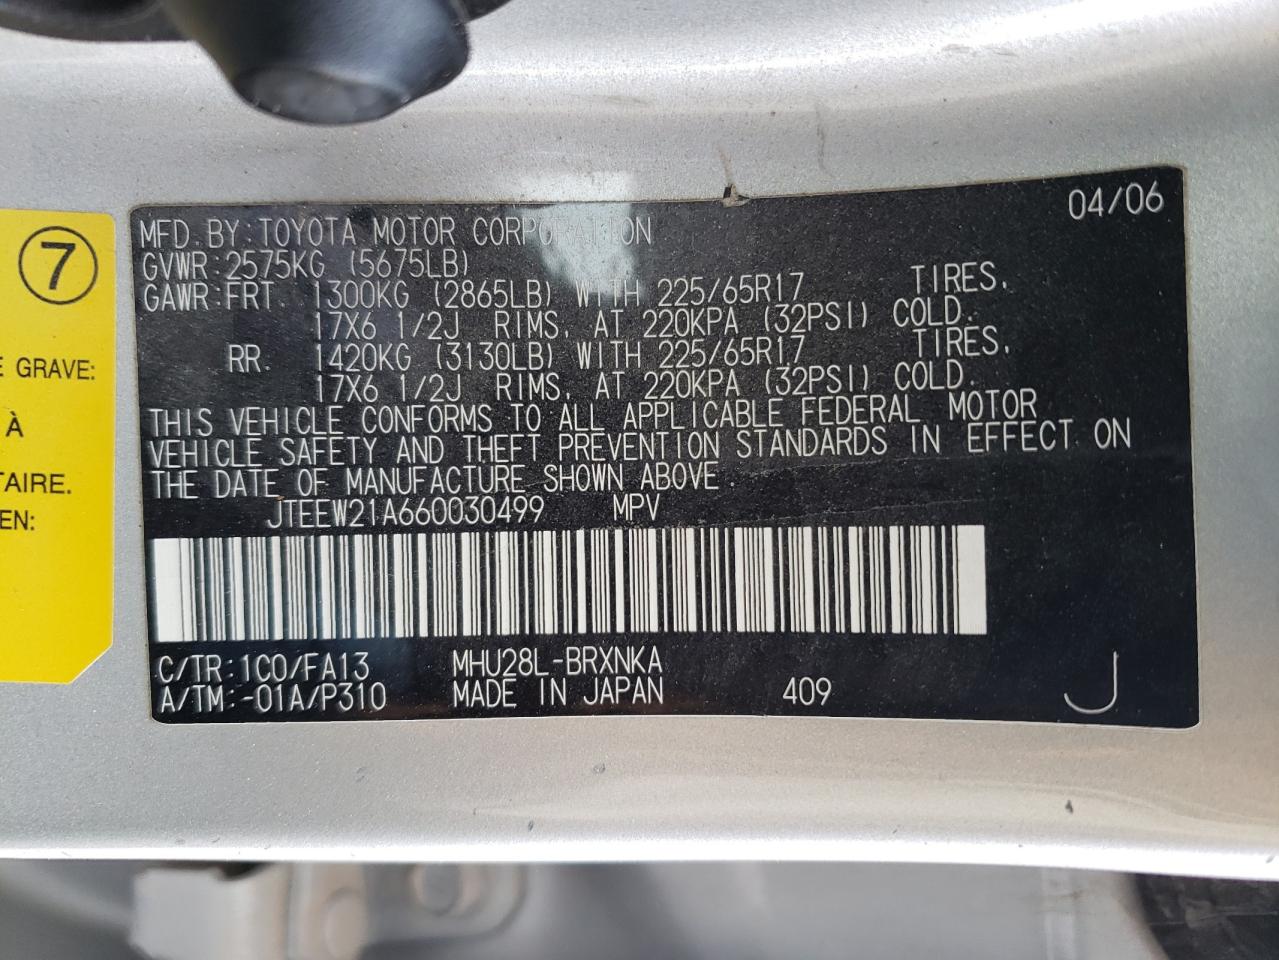 04/06
MFD. BY: TOYOTA MOTOR CORPORATION
GVWR: 2575KG (5675LB)
GAWR: FRT. 1300KG (2865LB) WITH 225/65R17 TIRES,
17X6 1/2J RIMS, AT 220KPA (32PSI) COLD.
RR. 1420KG (3130LB) WITH 225/65R17 TIRES,
17X6 1/2J RIMS, AT 220KPA (32PSI) COLD.
THIS VEHICLE CONFORMS TO ALL APPLICABLE FEDERAL MOTOR
VEHICLE SAFETY AND THEFT PREVENTION STANDARDS IN EFFECT ON
THE DATE OF MANUFACTURE SHOWN ABOVE.
JTEEW21A660030499 MPV
C/TR: 1C0/FA13 MHU28L-BRXNKA
A/TM: -01A/P310 MADE IN JAPAN 409 J
7
GRAVE:
À
TAIRE.
EN: